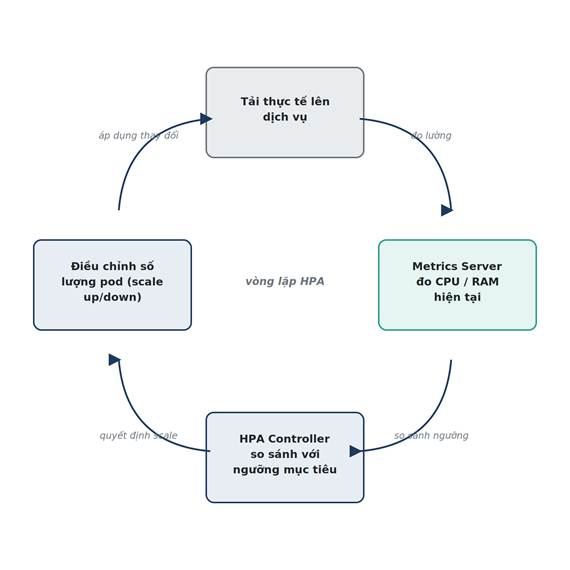 Tải thực tế lên
dịch vụ
áp dụng thay đổi
đo lường
Điều chỉnh số
lượng pod (scale
up/down)
vòng lặp HPA
Metrics Server
đo CPU / RAM
hiện tại
quyết định scale
so sánh ngưỡng
HPA Controller
so sánh với
ngưỡng mục tiêu